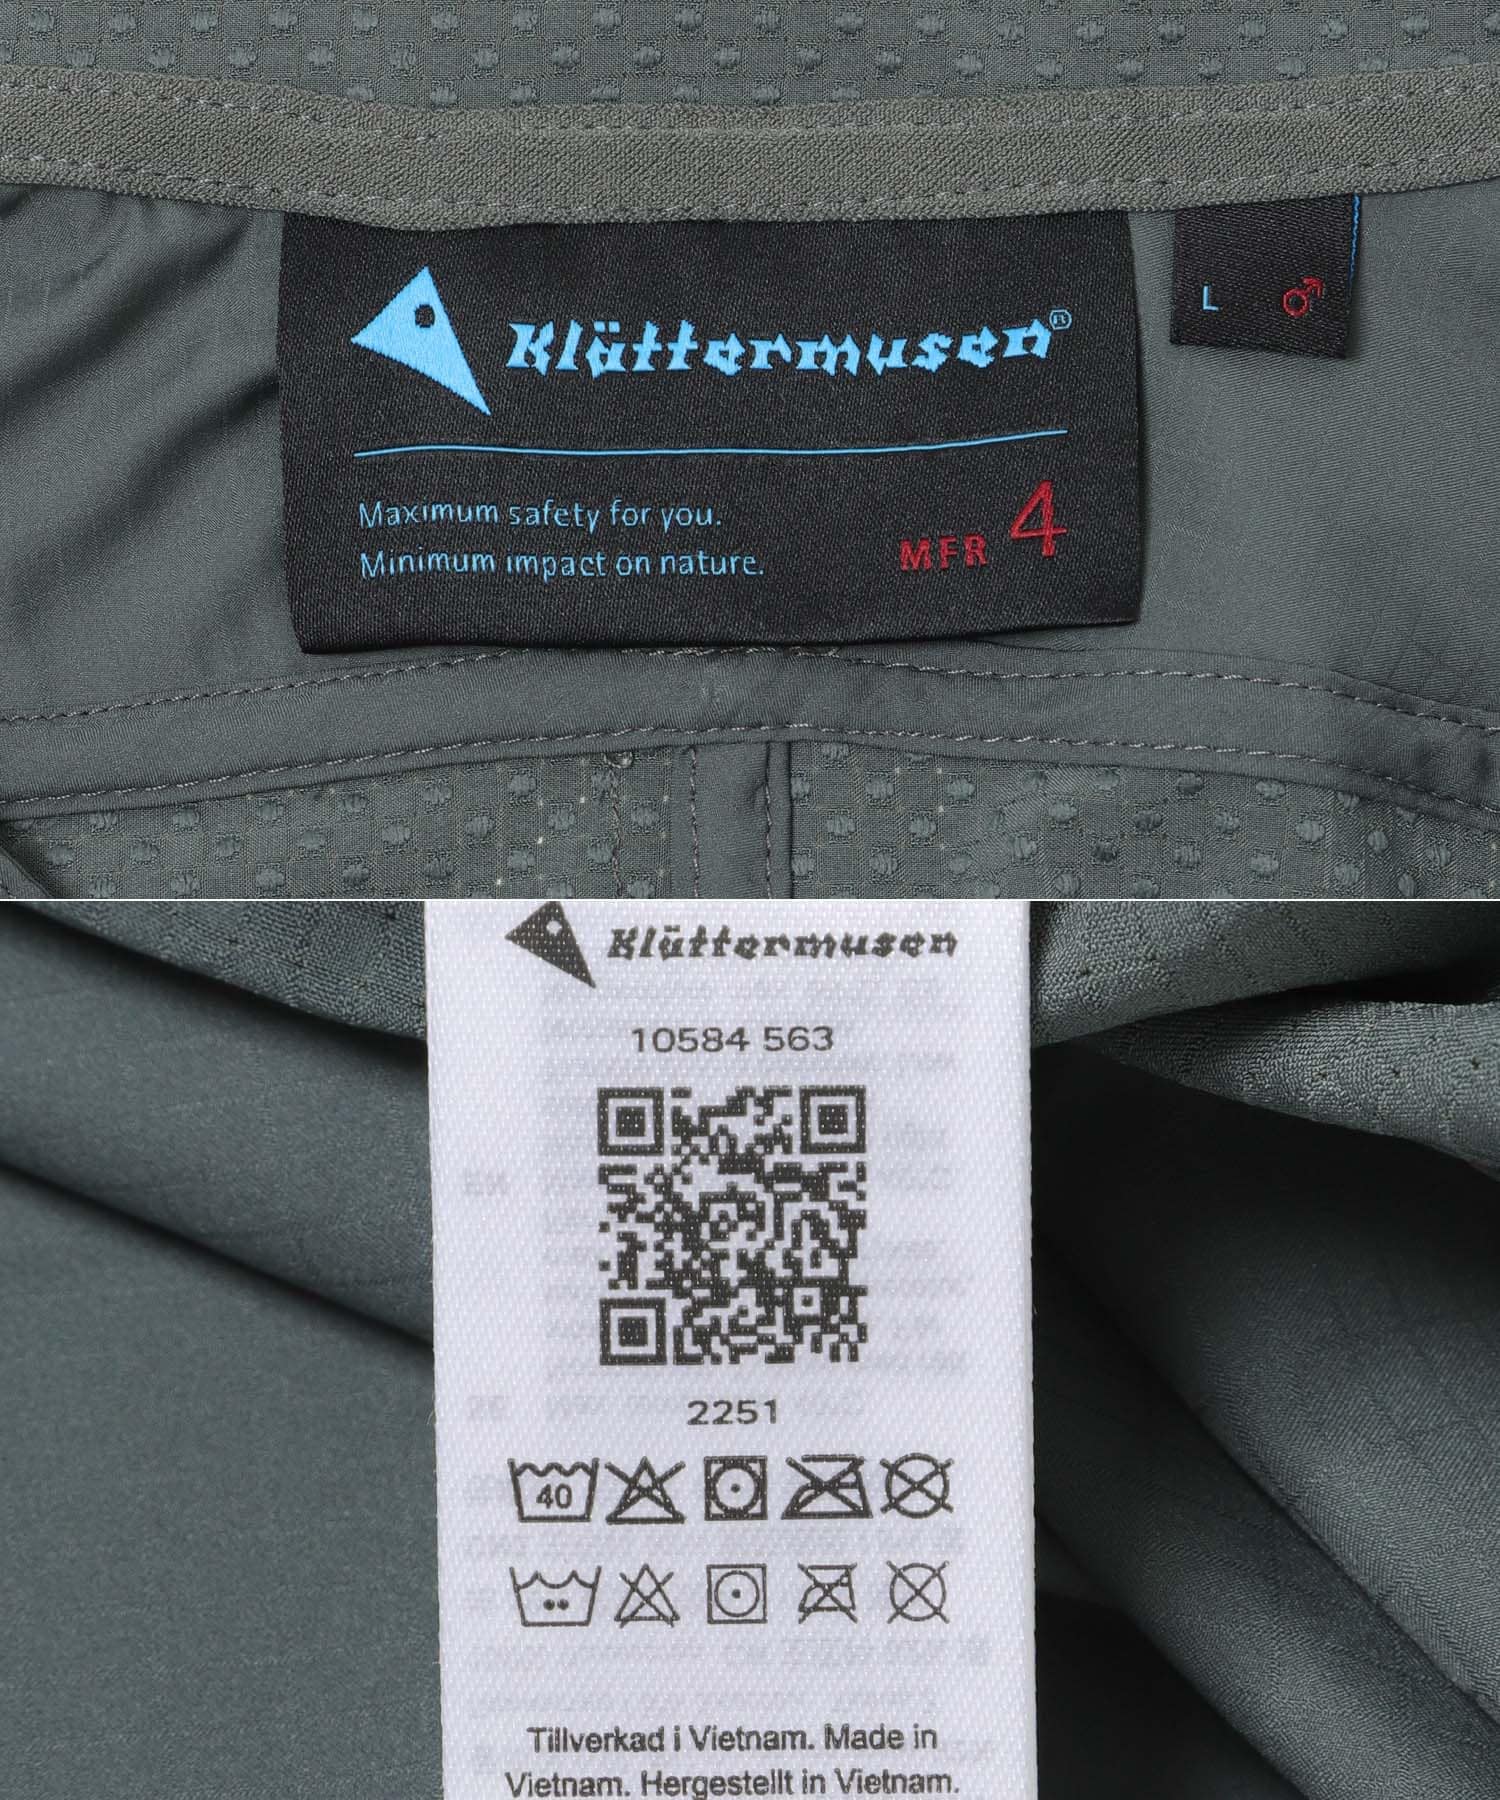 Klättermusen®
L
Maximum safety for you.
Minimum impact on nature.
MFR 4
Klättermusen
10584 563
2251
40
Tillverkad i Vietnam. Made in
Vietnam. Hergestellt in Vietnam.